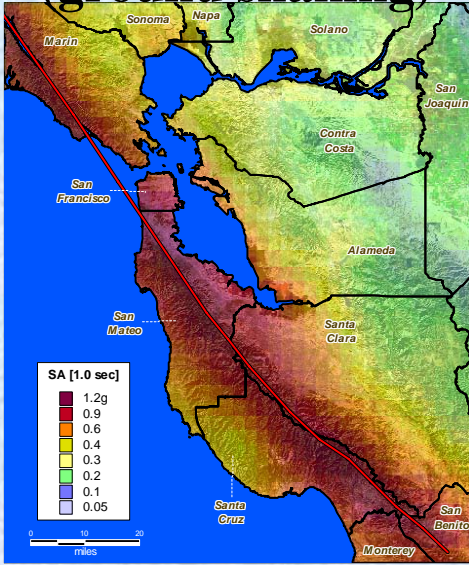 (ground shaking)
Sonoma
Napa
Marin
Solano
San
Joaquin
Contra
Costa
San
Francisco
Alameda
San
Mateo
Santa
Clara
SA [1.0 sec]
1.2g
0.9
0.6
0.4
0.3
0.2
0.1
0.05
Santa
Cruz
San
Benito
Monterey
0 10 20
miles